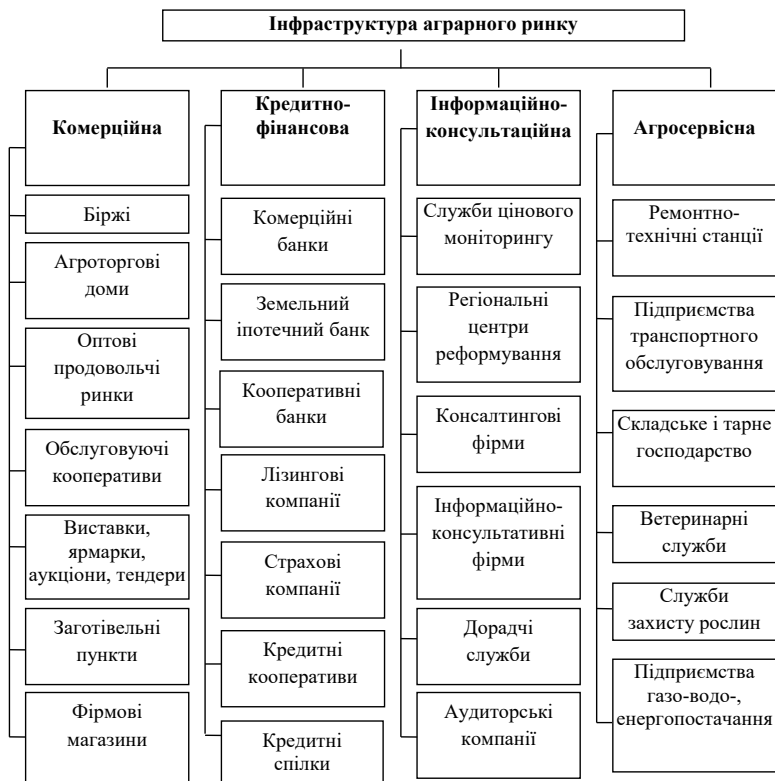 Інфраструктура аграрного ринку
Комерційна
Біржі
Агроторгові
доми
Оптові
продовольчі
ринки
Обслуговуючі
кооперативи
Виставки,
ярмарки,
аукціони, тендери
Заготівельні
пункти
Фірмові
магазини
Кредитно-
фінансова
Комерційні
банки
Земельний
іпотечний банк
Кооперативні
банки
Лізингові
компанії
Страхові
компанії
Кредитні
кооперативи
Кредитні
спілки
Інформаційно-
консультаційна
Служби цінового
моніторингу
Регіональні
центри
реформування
Консалтингові
фірми
Інформаційно-
консультативні
фірми
Дорадчі
служби
Аудиторські
компанії
Агросервісна
Ремонтно-
технічні станції
Підприємства
транспортного
обслуговування
Складське і тарне
господарство
Ветеринарні
служби
Служби
захисту рослин
Підприємства
газо-водо-,
енергопостачання